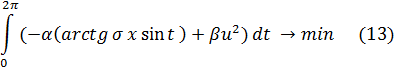 ∫₀^{2π} (−α(arctg σ x sin t ) + βu²) dt → min (13)